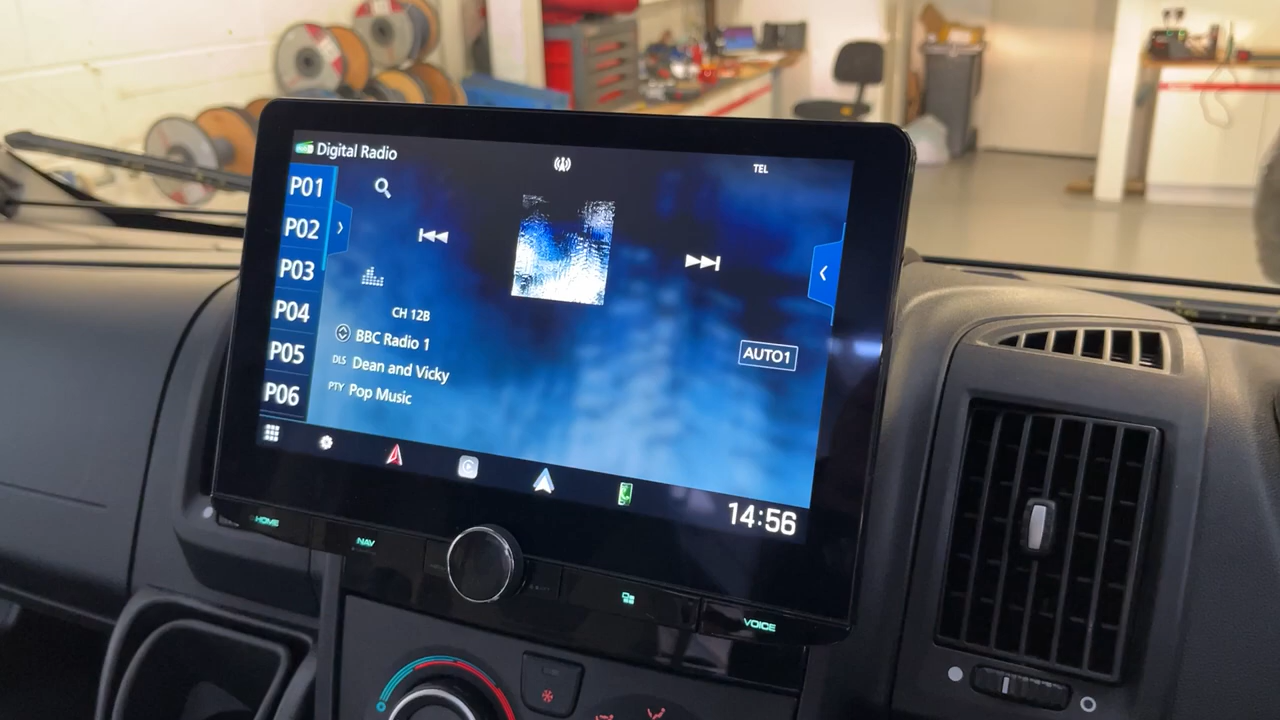 Digital Radio
TEL
P01
P02
P03
P04
P05
P06
CH 12B
BBC Radio 1
DLS Dean and Vicky
PTY Pop Music
AUTO1
14:56
HOME
NAV
VOICE